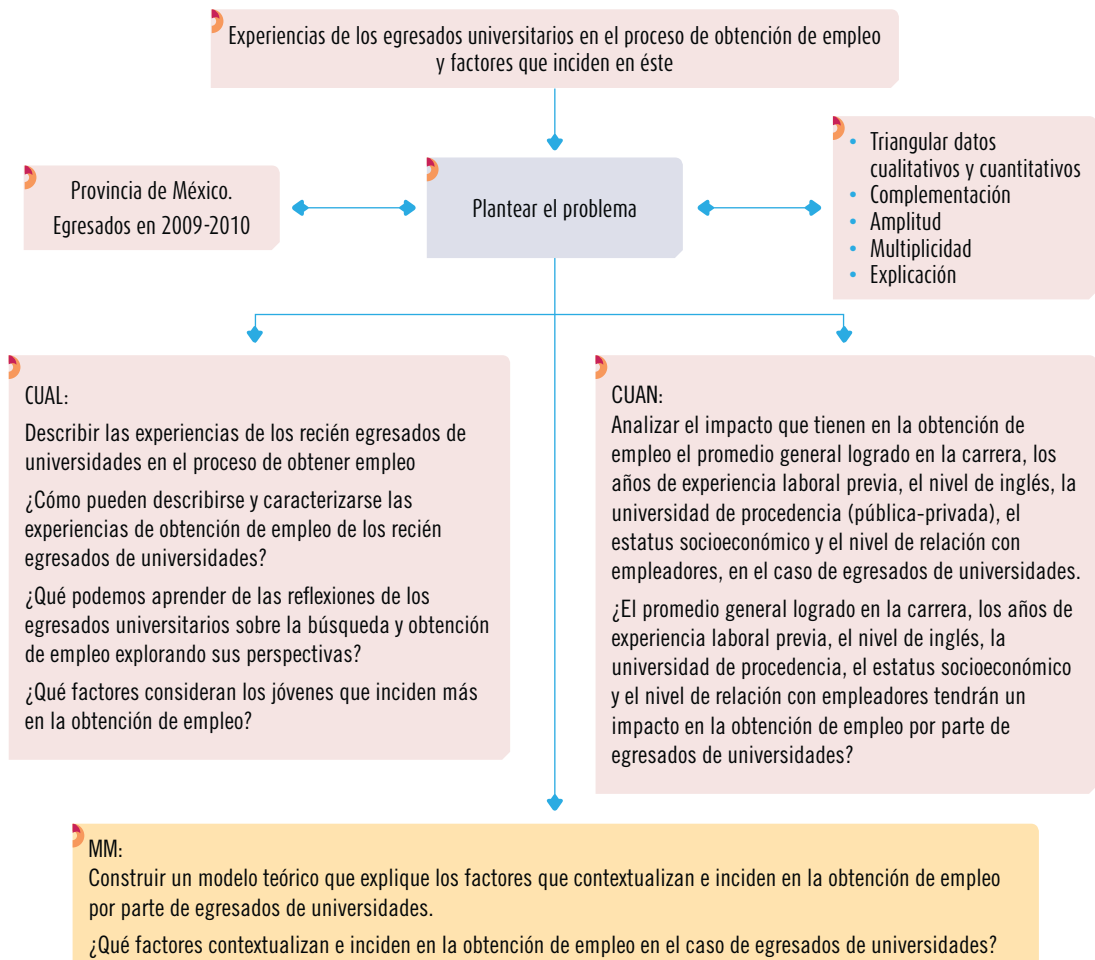 Experiencias de los egresados universitarios en el proceso de obtención de empleo
y factores que inciden en éste
Provincia de México.
Egresados en 2009-2010
Plantear el problema
• Triangular datos
cualitativos y cuantitativos
• Complementación
• Amplitud
• Multiplicidad
• Explicación
CUAL:
Describir las experiencias de los recién egresados de
universidades en el proceso de obtener empleo
¿Cómo pueden describirse y caracterizarse las
experiencias de obtención de empleo de los recién
egresados de universidades?
¿Qué podemos aprender de las reflexiones de los
egresados universitarios sobre la búsqueda y obtención
de empleo explorando sus perspectivas?
¿Qué factores consideran los jóvenes que inciden más
en la obtención de empleo?
CUAN:
Analizar el impacto que tienen en la obtención de
empleo el promedio general logrado en la carrera, los
años de experiencia laboral previa, el nivel de inglés, la
universidad de procedencia (pública-privada), el
estatus socioeconómico y el nivel de relación con
empleadores, en el caso de egresados de universidades.
¿El promedio general logrado en la carrera, los años de
experiencia laboral previa, el nivel de inglés, la
universidad de procedencia, el estatus socioeconómico
y el nivel de relación con empleadores tendrán un
impacto en la obtención de empleo por parte de
egresados de universidades?
MM:
Construir un modelo teórico que explique los factores que contextualizan e inciden en la obtención de empleo
por parte de egresados de universidades.
¿Qué factores contextualizan e inciden en la obtención de empleo en el caso de egresados de universidades?